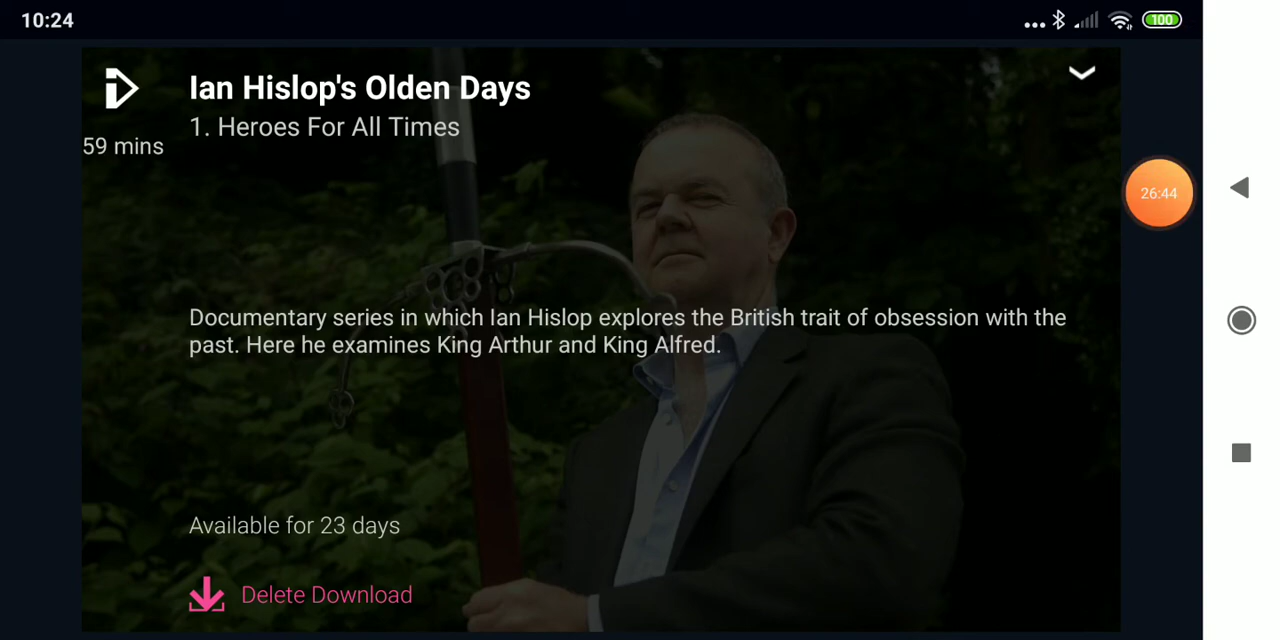 10:24
100
Ian Hislop's Olden Days
1. Heroes For All Times
59 mins
26:44
Documentary series in which Ian Hislop explores the British trait of obsession with the
past. Here he examines King Arthur and King Alfred.
Available for 23 days
Delete Download